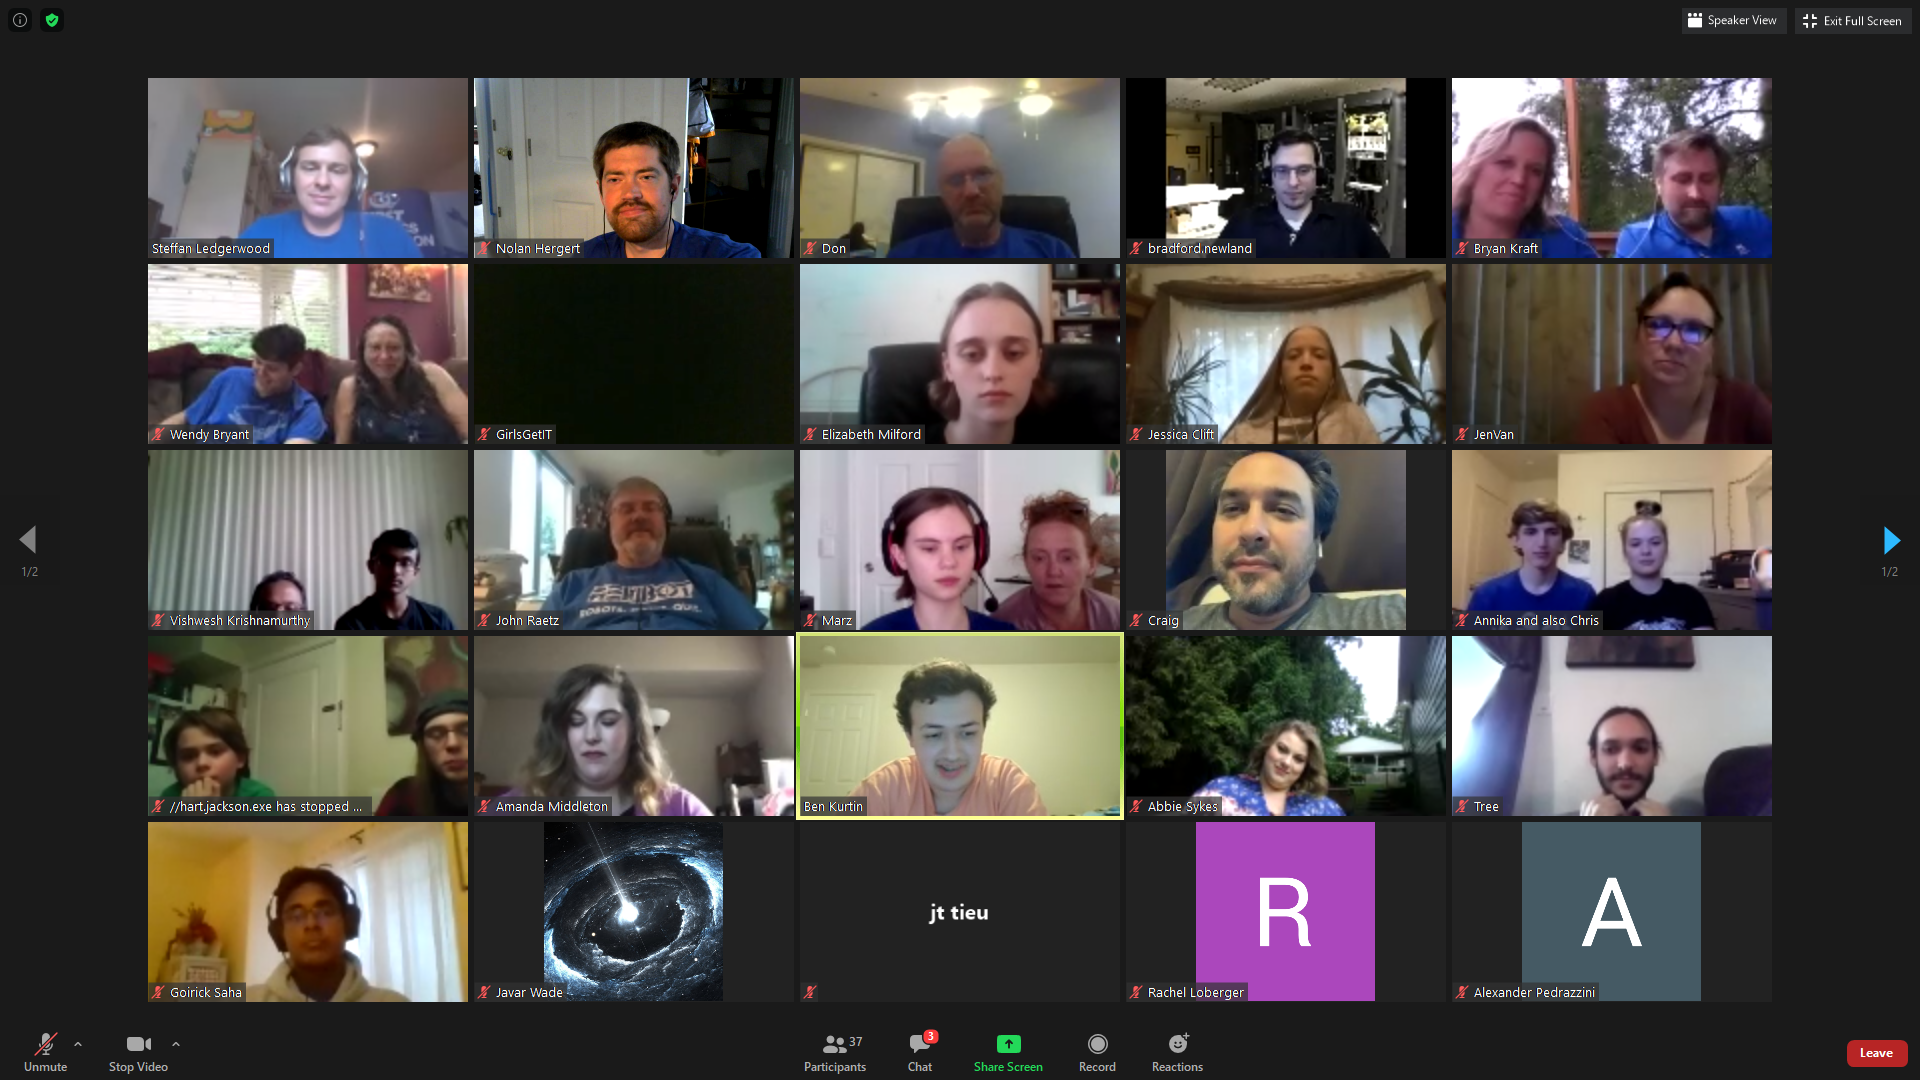 Speaker View
Exit Full Screen
Steffan Ledgerwood
Nolan Hergert
Don
bradford.newland
Bryan Kraft
Wendy Bryant
GirlsGetIT
Elizabeth Milford
Jessica Clift
JenVan
1/2
1/2
Vishwesh Krishnamurthy
John Raetz
Marz
Craig
Annika and also Chris
//hart.jackson.exe has stopped ...
Amanda Middleton
Ben Kurtin
Abbie Sykes
Tree
jt tieu
R
A
Goirick Saha
Javar Wade
Rachel Loberger
Alexander Pedrazzini
Unmute
Stop Video
37
Participants
3
Chat
Share Screen
Record
Reactions
Leave